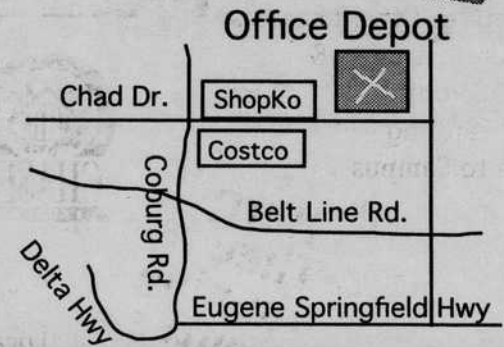 Office Depot
Chad Dr.
ShopKo
Costco
Coburg Rd.
Belt Line Rd.
Delta Hwy
Eugene Springfield Hwy